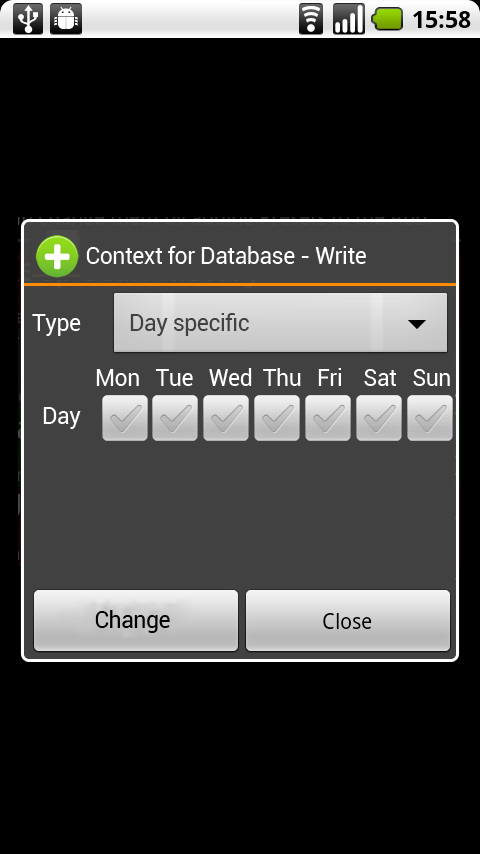 15:58
Context for Database - Write
Type Day specific
Mon Tue Wed Thu Fri Sat Sun
Day
Change Close